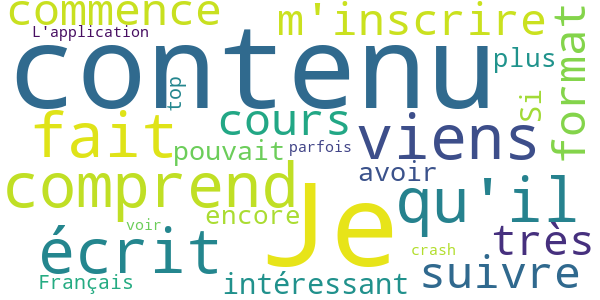 commence
m'inscrire
format
L'application
contenu
plus
top
Si
fait
cours
viens
pouvait
parfois
comprend
avoir
qu'il
Je
encore
voir
écrit
très
crash
suivre
Français
intéressant